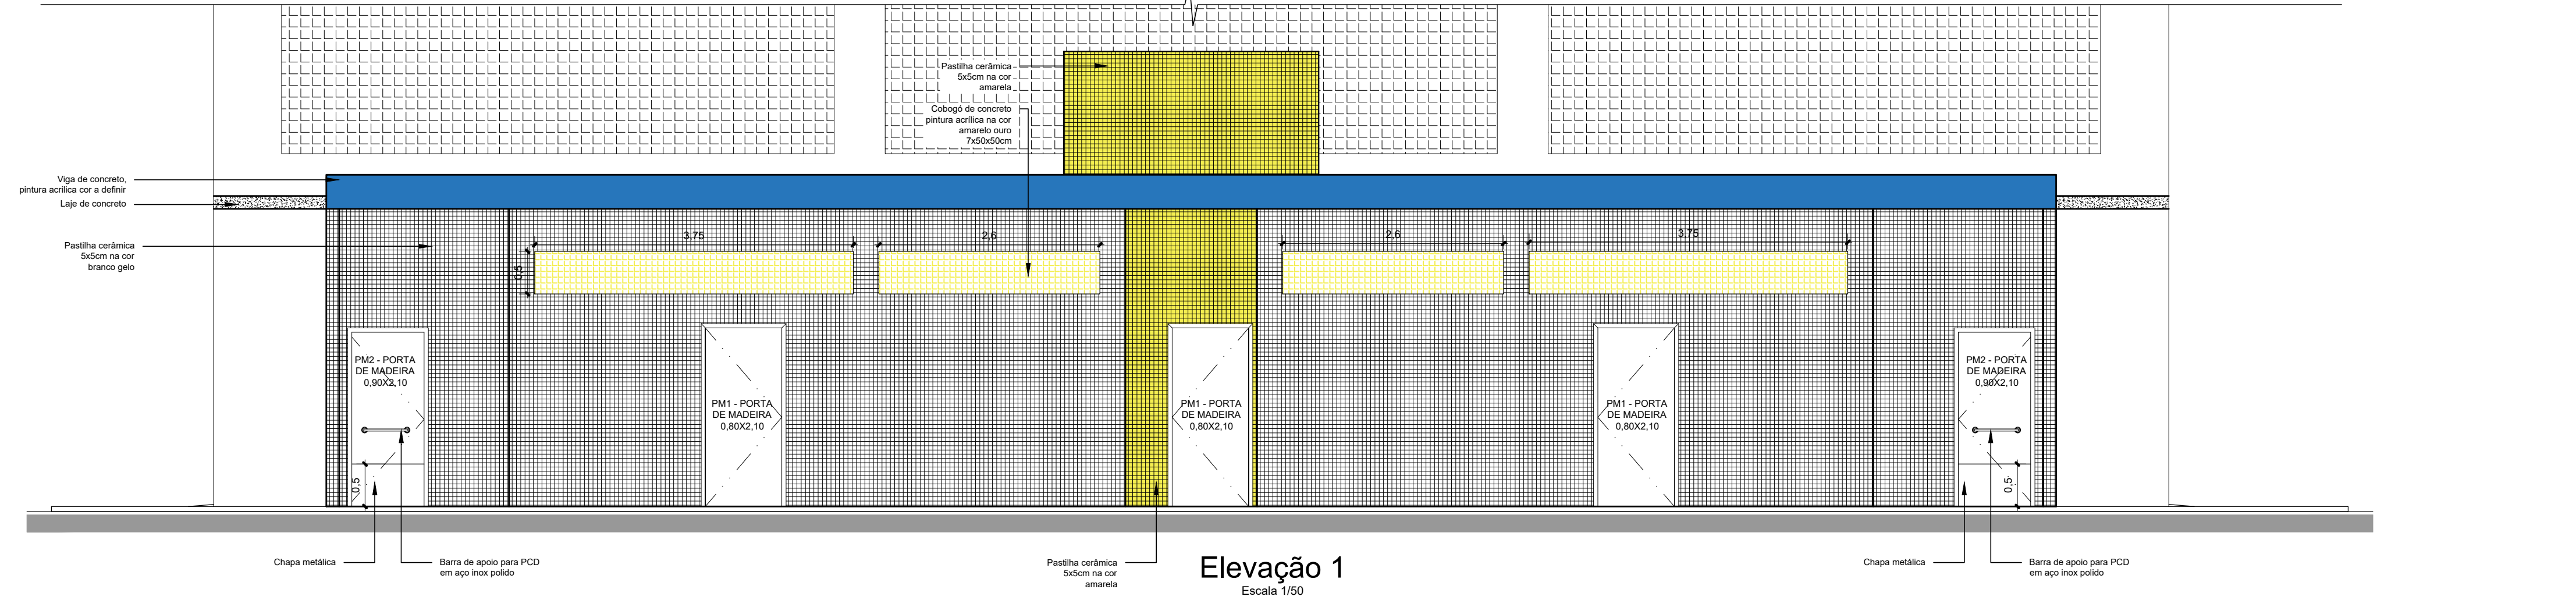 Pastilha cerâmica
5x5cm na cor
amarela
Cobogó de concreto
pintura acrílica na cor
amarelo ouro
7x50x50cm
Viga de concreto,
pintura acrilica cor a definir
Laje de concreto
Pastilha cerâmica
5x5cm na cor
branco gelo
3,75
2,6
2,6
3,75
0,5
PM2 - PORTA
DE MADEIRA
0,90X2,10
PM1 - PORTA
DE MADEIRA
0,80X2,10
PM1 - PORTA
DE MADEIRA
0,80X2,10
PM1 - PORTA
DE MADEIRA
0,80X2,10
PM2 - PORTA
DE MADEIRA
0,90X2,10
0,5
0,5
Chapa metálica
Barra de apoio para PCD
em aço inox polido
Pastilha cerâmica
5x5cm na cor
amarela
Elevação 1
Escala 1/50
Chapa metálica
Barra de apoio para PCD
em aço inox polido